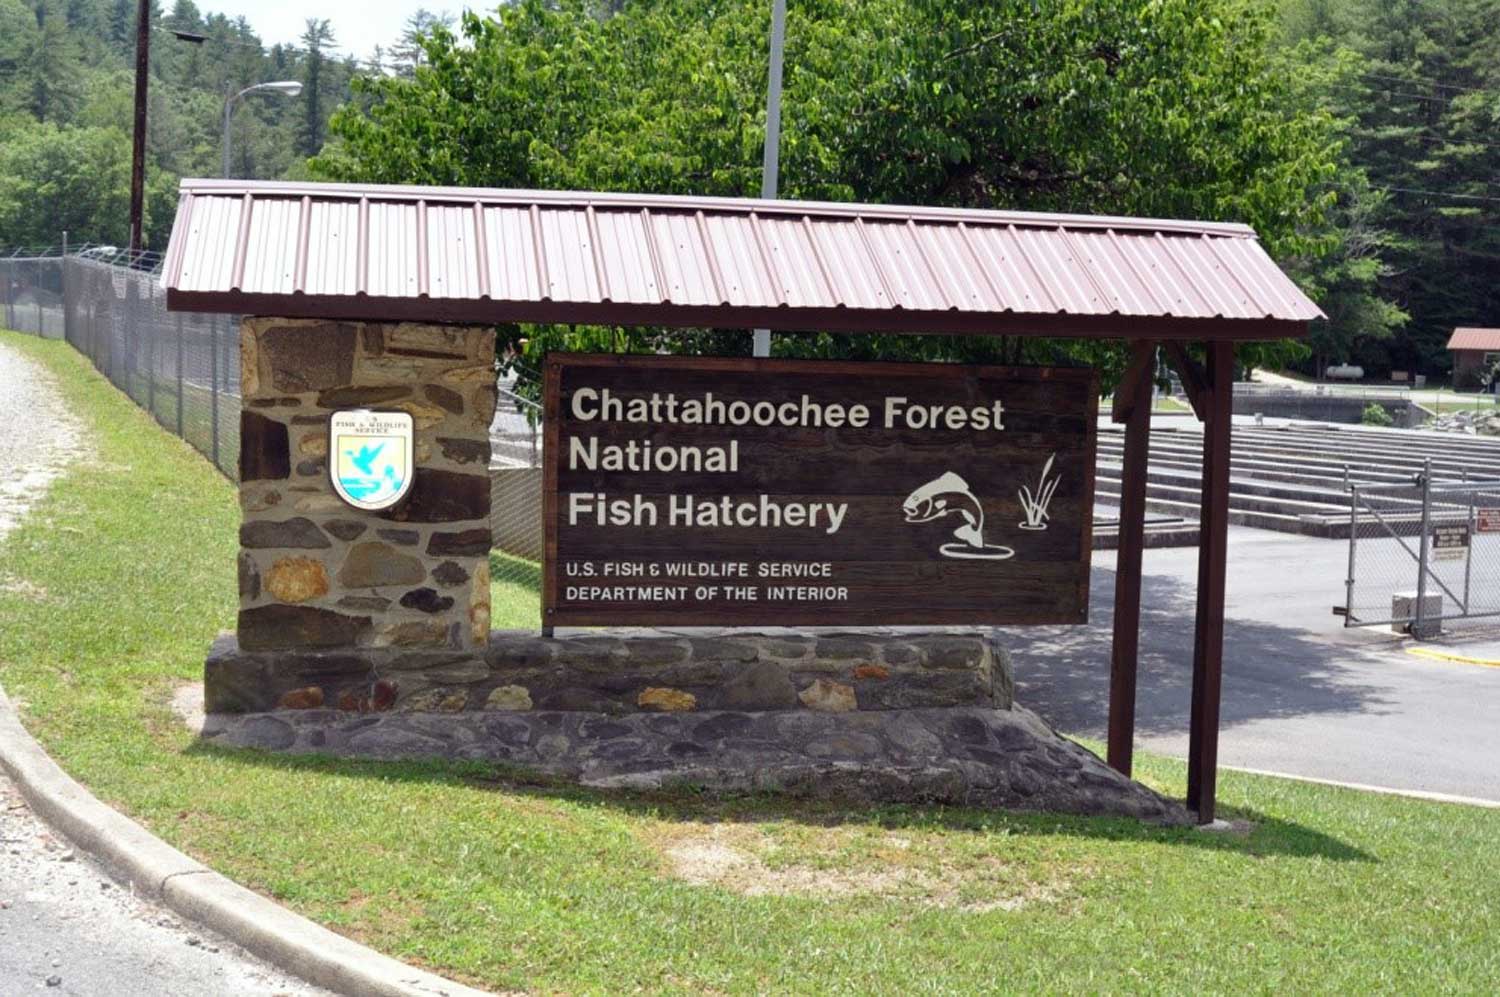 U.S.
FISH & WILDLIFE
SERVICE
Chattahoochee Forest
National
Fish Hatchery
U.S. FISH & WILDLIFE SERVICE
DEPARTMENT OF THE INTERIOR